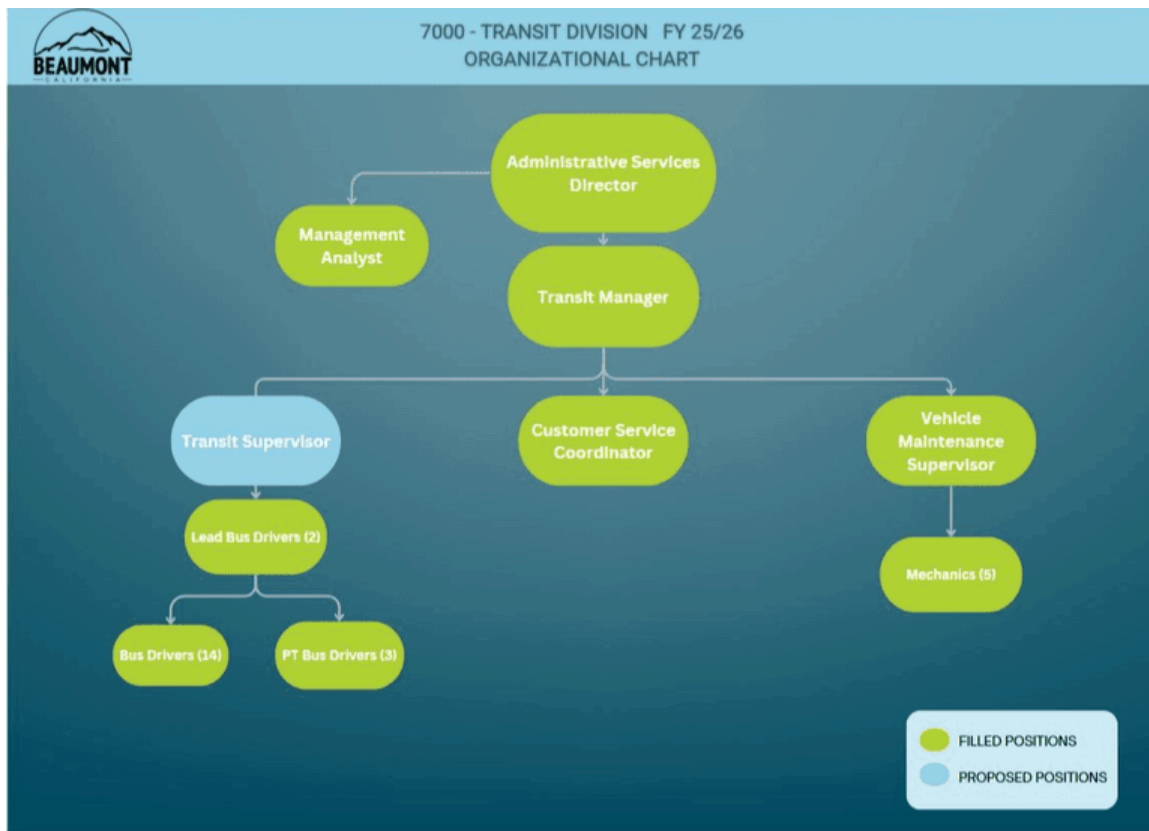 BEAUMONT
CALIFORNIA
7000 - TRANSIT DIVISION FY 25/26
ORGANIZATIONAL CHART
Administrative Services
Director
Management
Analyst
Transit Manager
Transit Supervisor
Customer Service
Coordinator
Vehicle
Maintenance
Supervisor
Lead Bus Drivers (2)
Mechanics (5)
Bus Drivers (14)
PT Bus Drivers (3)
FILLED POSITIONS
PROPOSED POSITIONS